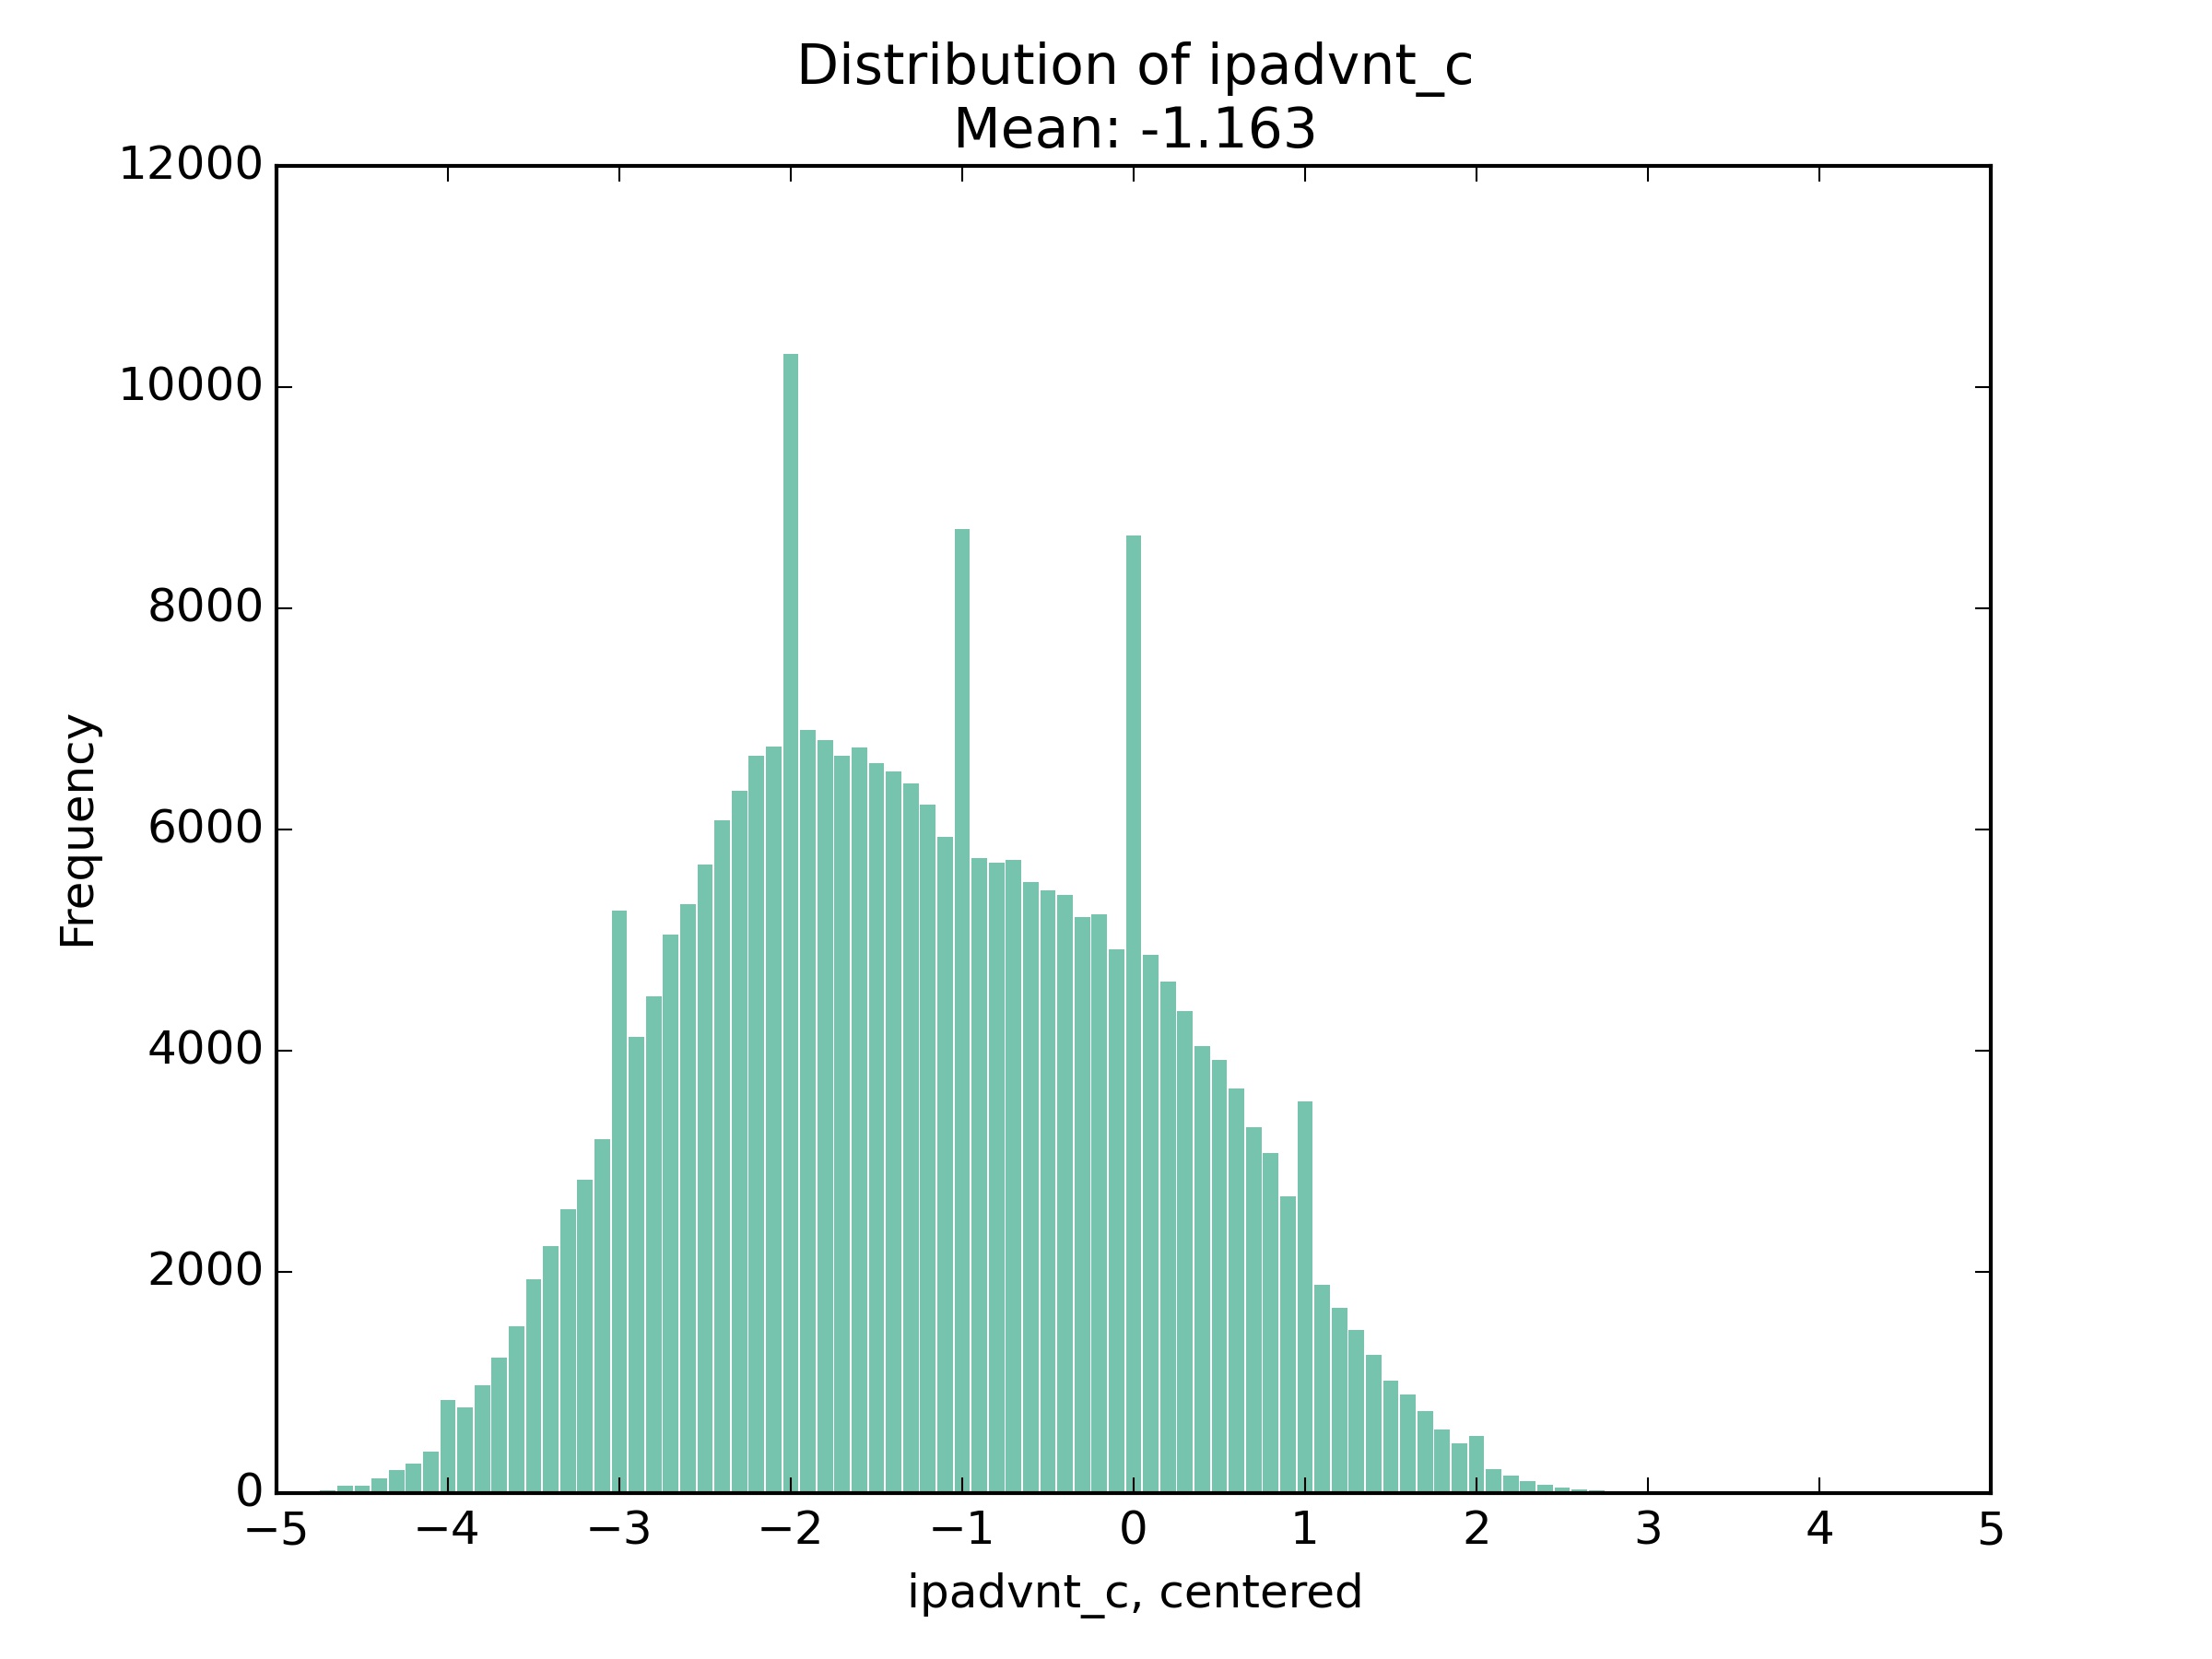 Distribution of ipadvnt_c
Mean: -1.163
12000
10000
8000
6000
4000
2000
0
Frequency
−5 −4 −3 −2 −1 0 1 2 3 4 5
ipadvnt_c, centered